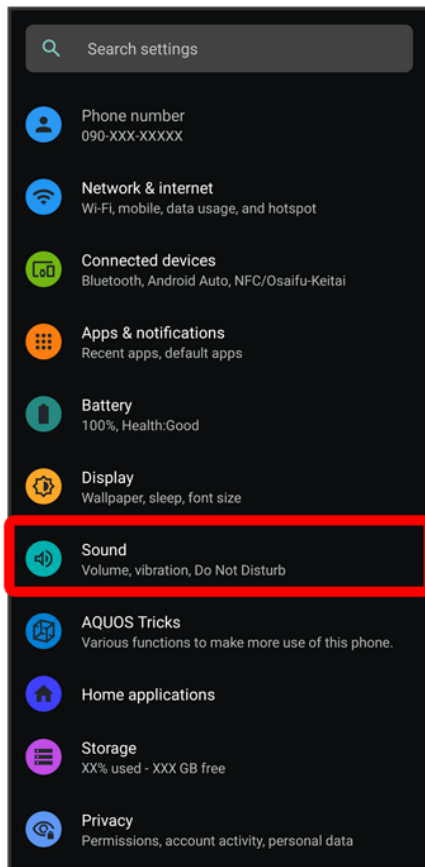 Search settings
Phone number
090-XXX-XXXXX
Network & internet
Wi-Fi, mobile, data usage, and hotspot
Connected devices
Bluetooth, Android Auto, NFC/Osaifu-Keitai
Apps & notifications
Recent apps, default apps
Battery
100%, Health:Good
Display
Wallpaper, sleep, font size
Sound
Volume, vibration, Do Not Disturb
AQUOS Tricks
Various functions to make more use of this phone.
Home applications
Storage
XX% used - XXX GB free
Privacy
Permissions, account activity, personal data